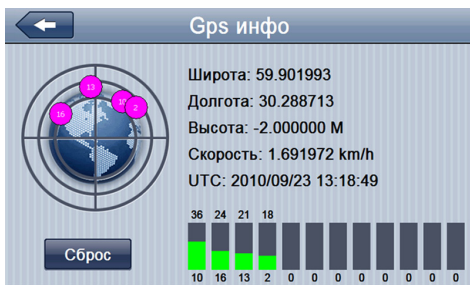 Gps инфо
Широта: 59.901993
Долгота: 30.288713
Высота: -2.000000 M
Скорость: 1.691972 km/h
UTC: 2010/09/23 13:18:49
13
10
2
16
36 24 21 18
10 16 13 2 0 0 0 0 0 0 0 0
Сброс